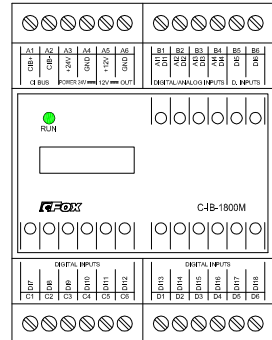 A1 A2 A3 A4 A5 A6
CIB+ CIB- +24V GND +12V GND
CI BUS POWER 24V 12V OUT
B1 B2 B3 B4 B5 B6
AI1 DI1 AI2 DI2 AI3 DI3 AI4 DI4 DI5 DI6
DIGITAL/ANALOG INPUTS D. INPUTS
RUN
CFox
C-IB-1800M
DIGITAL INPUTS
DI7 DI8 DI9 DI10 DI11 DI12
C1 C2 C3 C4 C5 C6
DIGITAL INPUTS
DI13 DI14 DI15 DI16 DI17 DI18
D1 D2 D3 D4 D5 D6